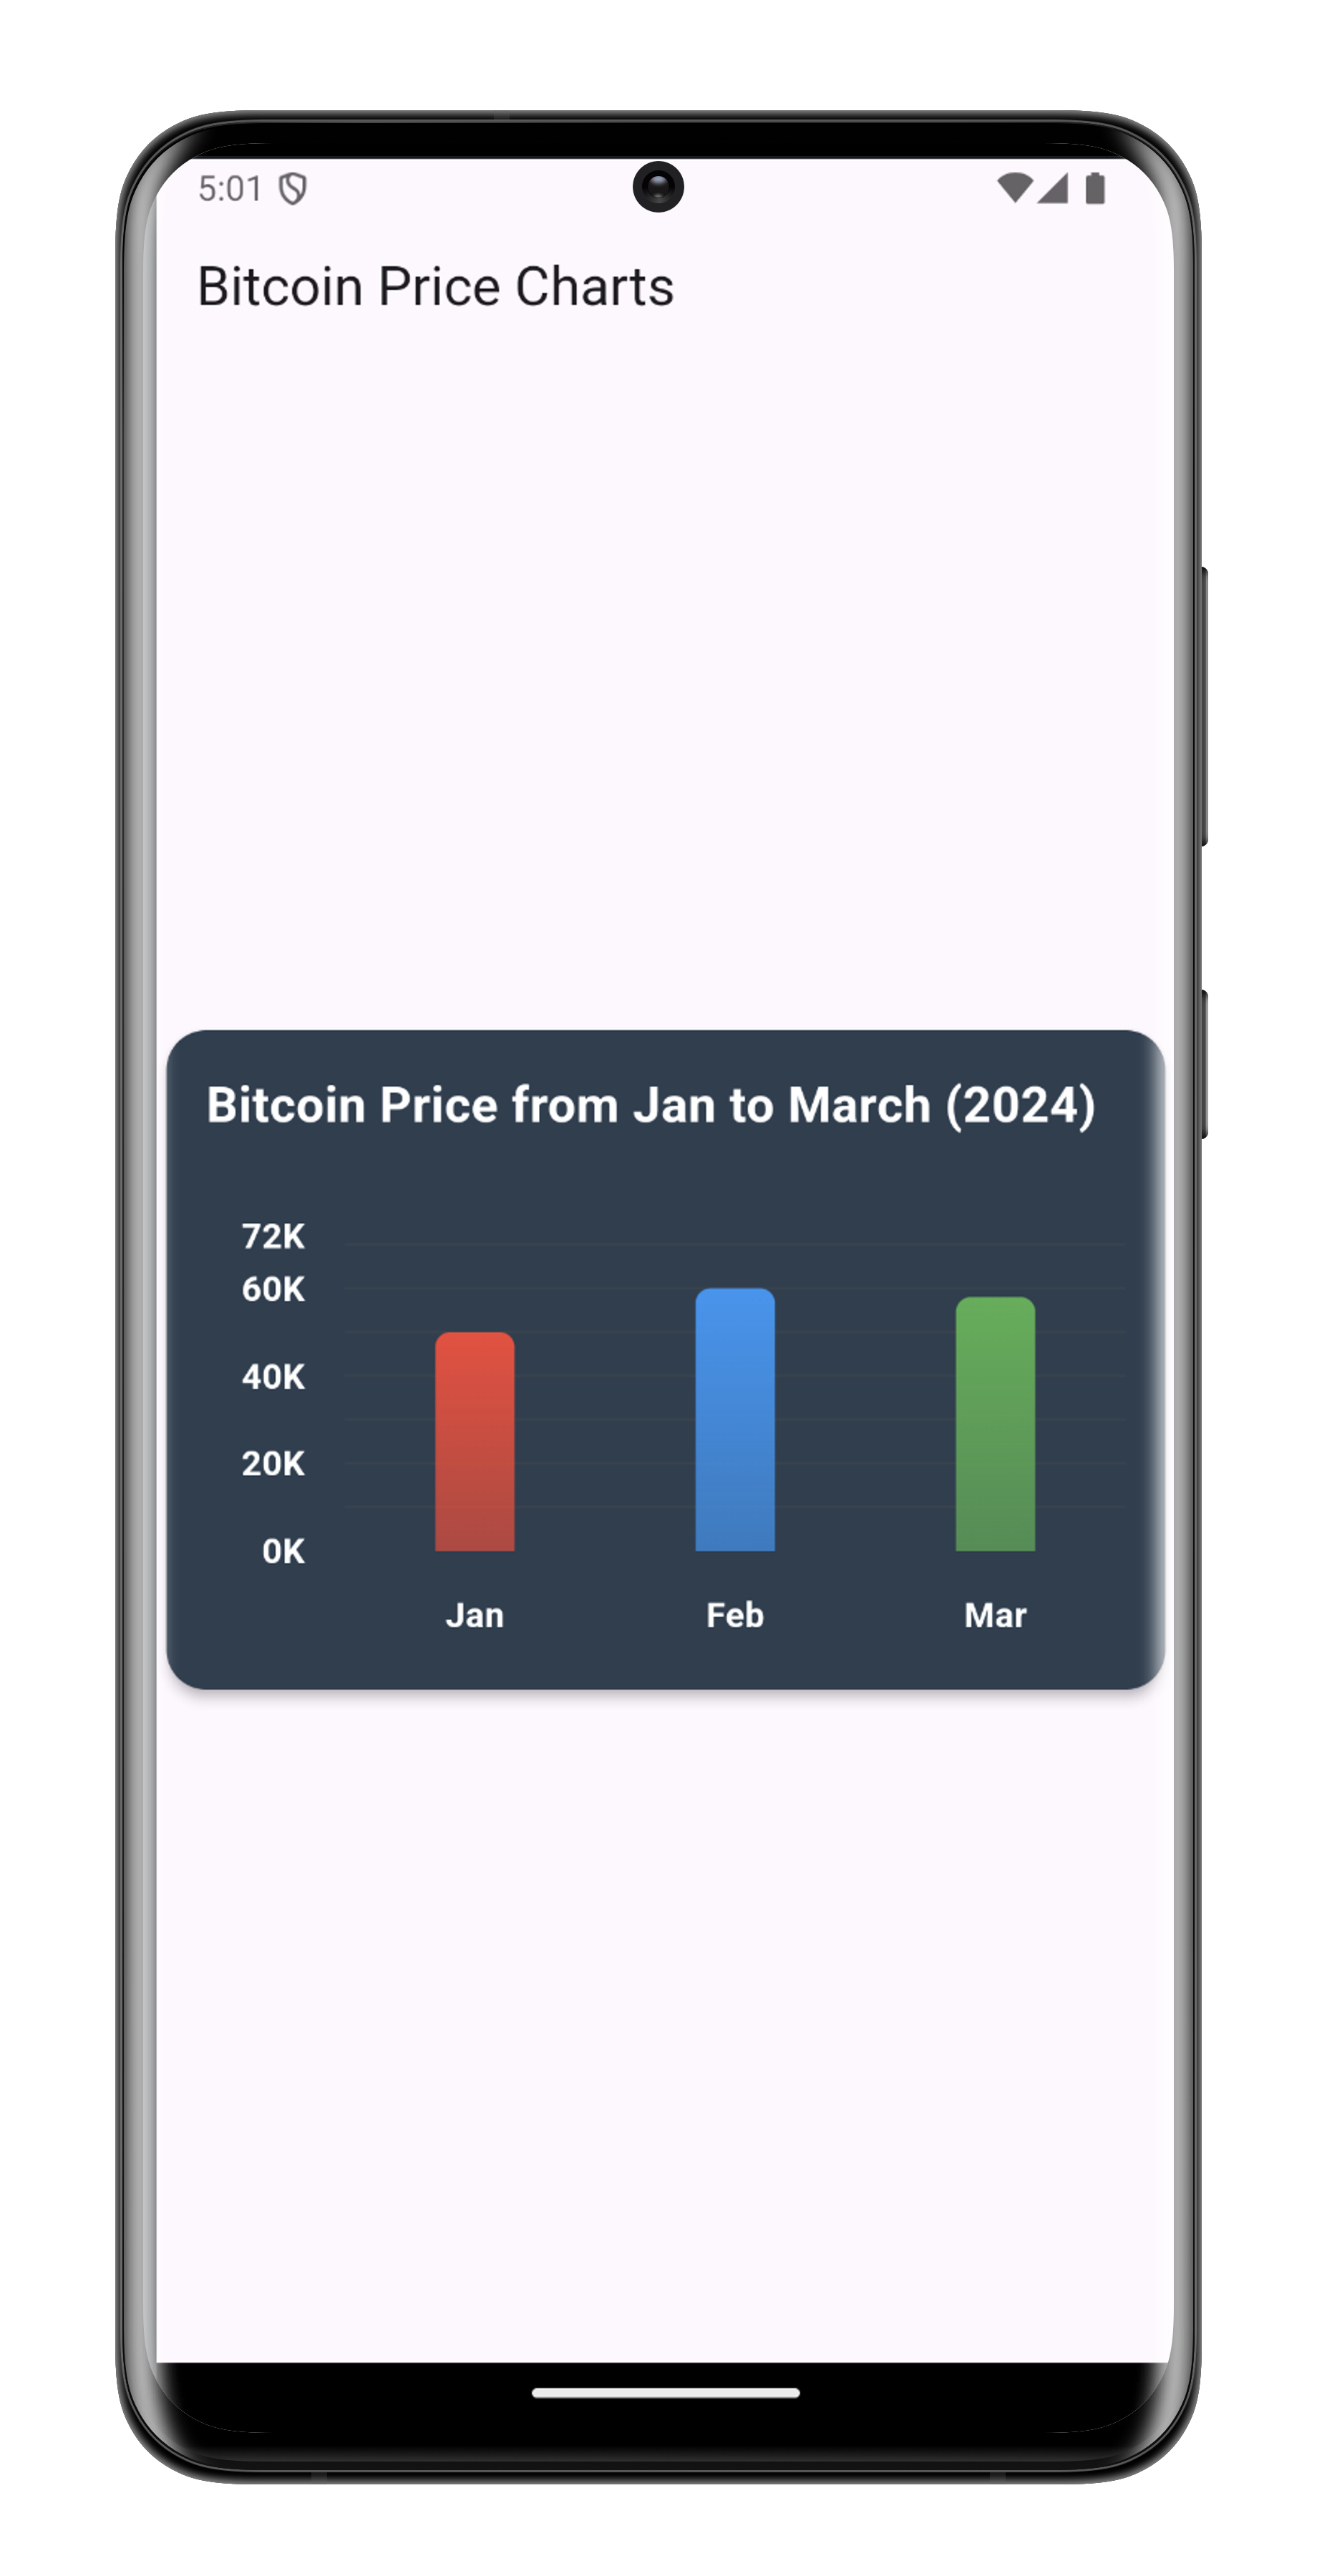 5:01
Bitcoin Price Charts
Bitcoin Price from Jan to March (2024)
72K
60K
40K
20K
0K
Jan Feb Mar